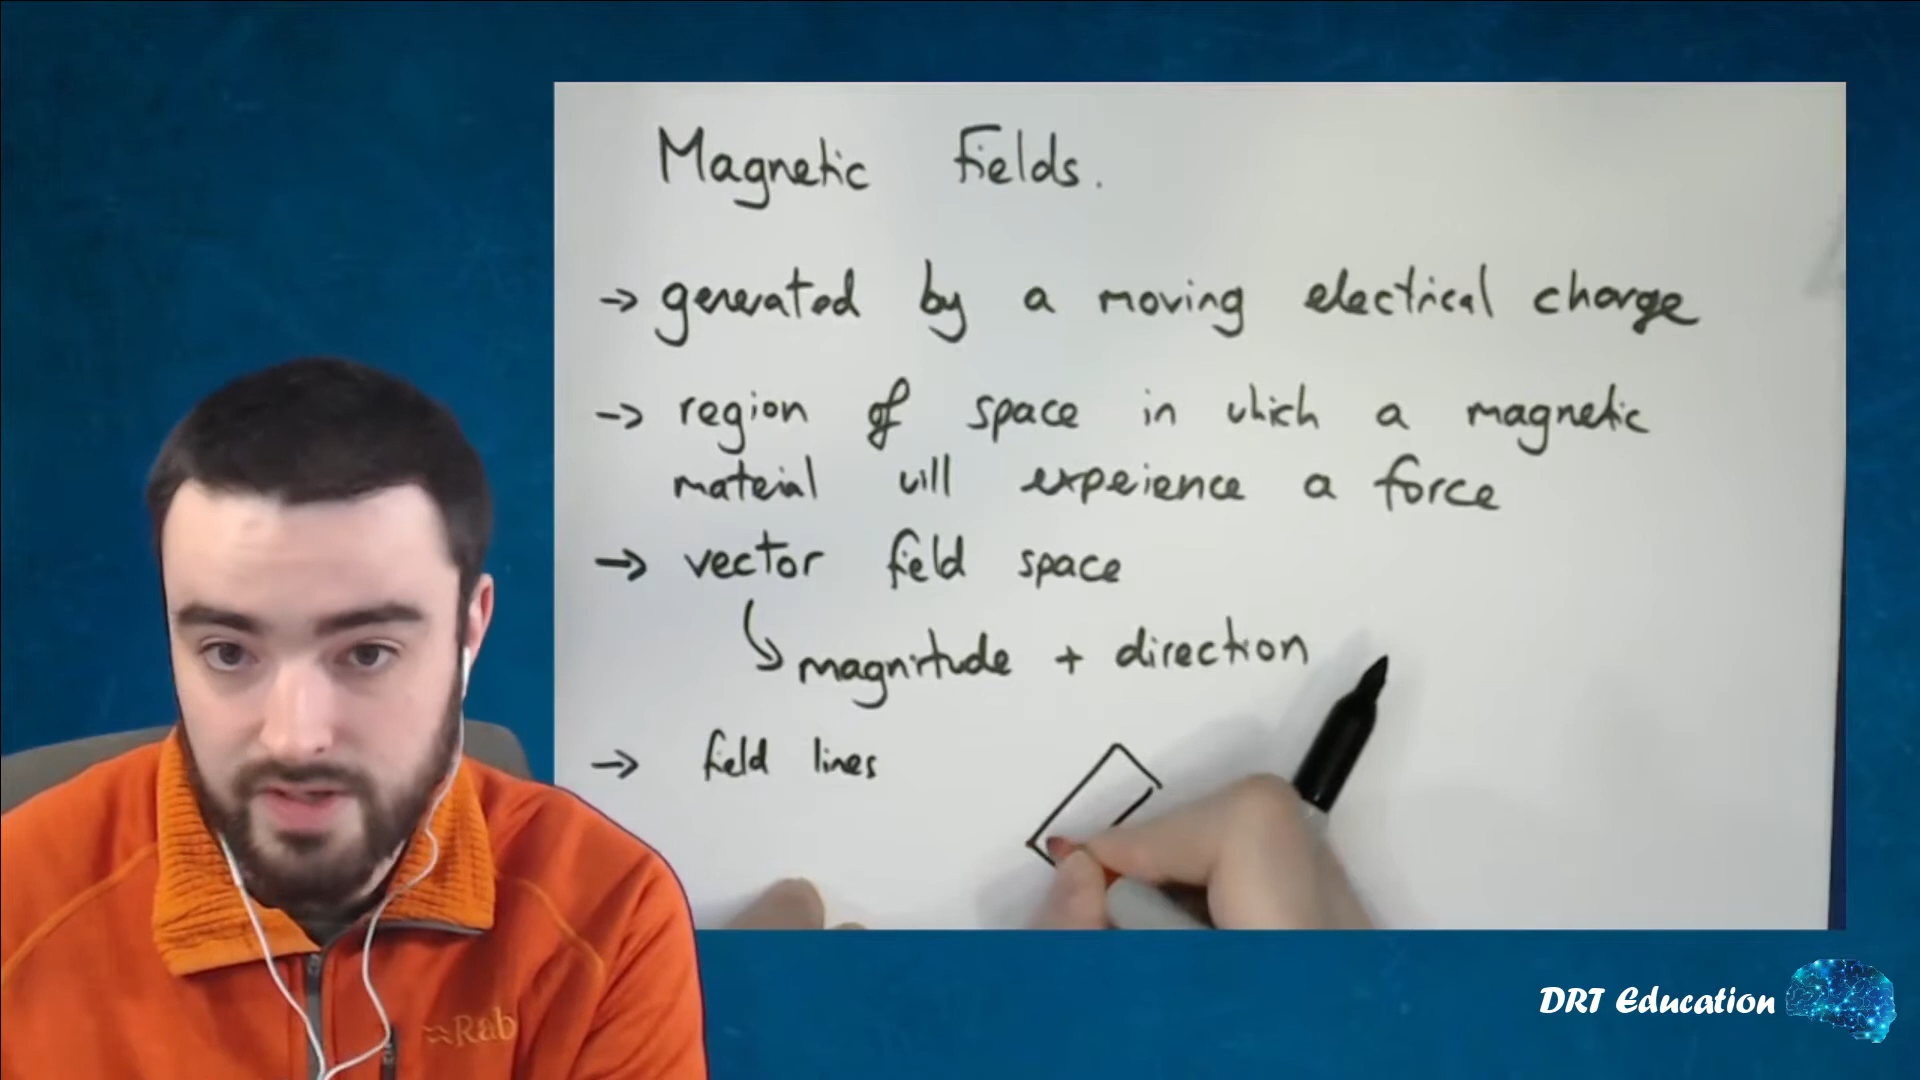 Magnetic Fields.
→ generated by a moving electrical charge
→ region of space in which a magnetic
material will experience a force
→ vector field space
↳ magnitude + direction
→ field lines
Rab
DRT Education